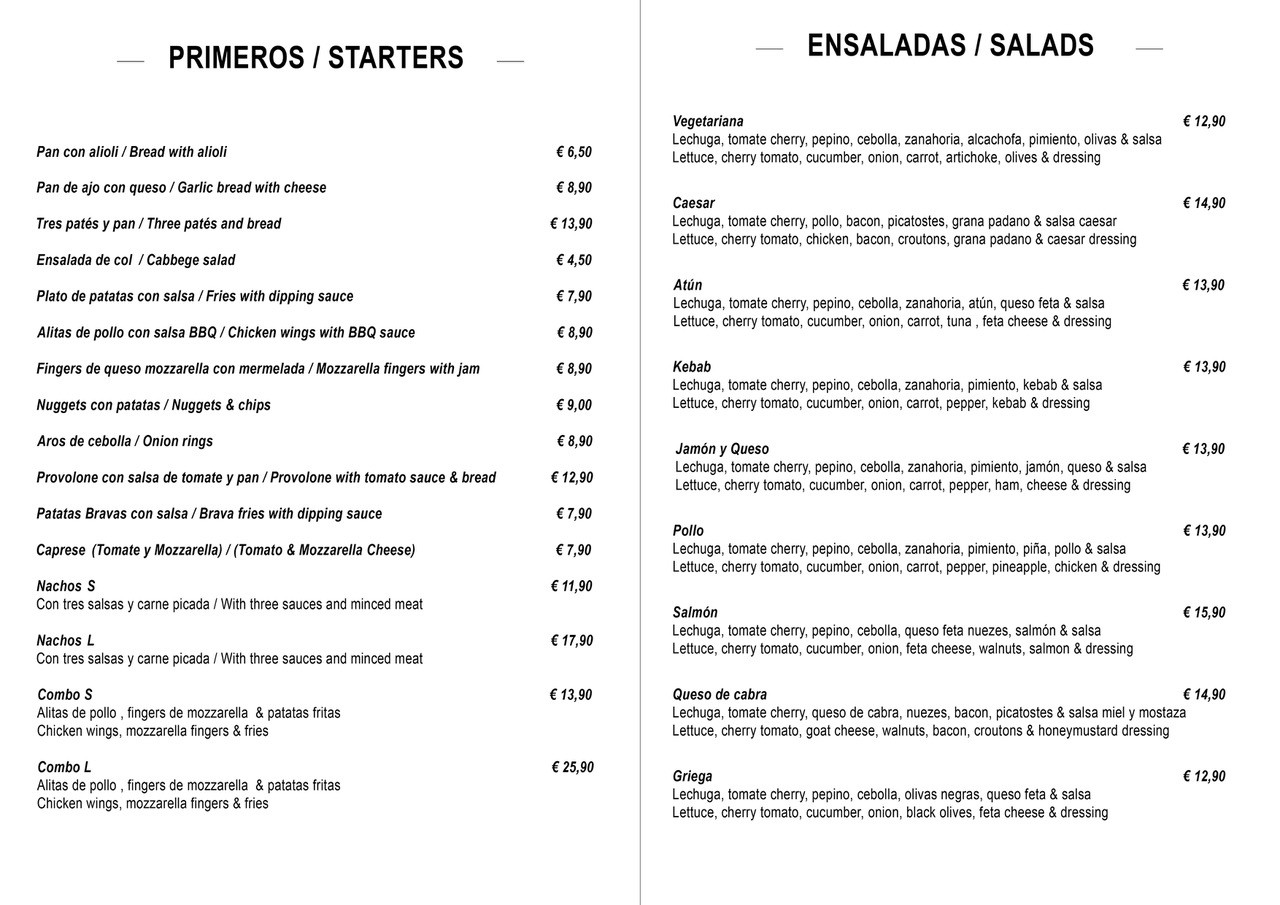 PRIMEROS / STARTERS
Pan con alioli / Bread with alioli € 6,50
Pan de ajo con queso / Garlic bread with cheese € 8,90
Tres patés y pan / Three patés and bread € 13,90
Ensalada de col / Cabbege salad € 4,50
Plato de patatas con salsa / Fries with dipping sauce € 7,90
Alitas de pollo con salsa BBQ / Chicken wings with BBQ sauce € 8,90
Fingers de queso mozzarella con mermelada / Mozzarella fingers with jam € 8,90
Nuggets con patatas / Nuggets & chips € 9,00
Aros de cebolla / Onion rings € 8,90
Provolone con salsa de tomate y pan / Provolone with tomato sauce & bread € 12,90
Patatas Bravas con salsa / Brava fries with dipping sauce € 7,90
Caprese (Tomate y Mozzarella) / (Tomato & Mozzarella Cheese) € 7,90
Nachos S € 11,90
Con tres salsas y carne picada / With three sauces and minced meat
Nachos L € 17,90
Con tres salsas y carne picada / With three sauces and minced meat
Combo S € 13,90
Alitas de pollo , fingers de mozzarella & patatas fritas
Chicken wings, mozzarella fingers & fries
Combo L € 25,90
Alitas de pollo , fingers de mozzarella & patatas fritas
Chicken wings, mozzarella fingers & fries
ENSALADAS / SALADS
Vegetariana € 12,90
Lechuga, tomate cherry, pepino, cebolla, zanahoria, alcachofa, pimiento, olivas & salsa
Lettuce, cherry tomato, cucumber, onion, carrot, artichoke, olives & dressing
Caesar € 14,90
Lechuga, tomate cherry, pollo, bacon, picatostes, grana padano & salsa caesar
Lettuce, cherry tomato, chicken, bacon, croutons, grana padano & caesar dressing
Atún € 13,90
Lechuga, tomate cherry, pepino, cebolla, zanahoria, atún, queso feta & salsa
Lettuce, cherry tomato, cucumber, onion, carrot, tuna , feta cheese & dressing
Kebab € 13,90
Lechuga, tomate cherry, pepino, cebolla, zanahoria, pimiento, kebab & salsa
Lettuce, cherry tomato, cucumber, onion, carrot, pepper, kebab & dressing
Jamón y Queso € 13,90
Lechuga, tomate cherry, pepino, cebolla, zanahoria, pimiento, jamón, queso & salsa
Lettuce, cherry tomato, cucumber, onion, carrot, pepper, ham, cheese & dressing
Pollo € 13,90
Lechuga, tomate cherry, pepino, cebolla, zanahoria, pimiento, piña, pollo & salsa
Lettuce, cherry tomato, cucumber, onion, carrot, pepper, pineapple, chicken & dressing
Salmón € 15,90
Lechuga, tomate cherry, pepino, cebolla, queso feta nuezes, salmón & salsa
Lettuce, cherry tomato, cucumber, onion, feta cheese, walnuts, salmon & dressing
Queso de cabra € 14,90
Lechuga, tomate cherry, queso de cabra, nuezes, bacon, picatostes & salsa miel y mostaza
Lettuce, cherry tomato, goat cheese, walnuts, bacon, croutons & honeymustard dressing
Griega € 12,90
Lechuga, tomate cherry, pepino, cebolla, olivas negras, queso feta & salsa
Lettuce, cherry tomato, cucumber, onion, black olives, feta cheese & dressing